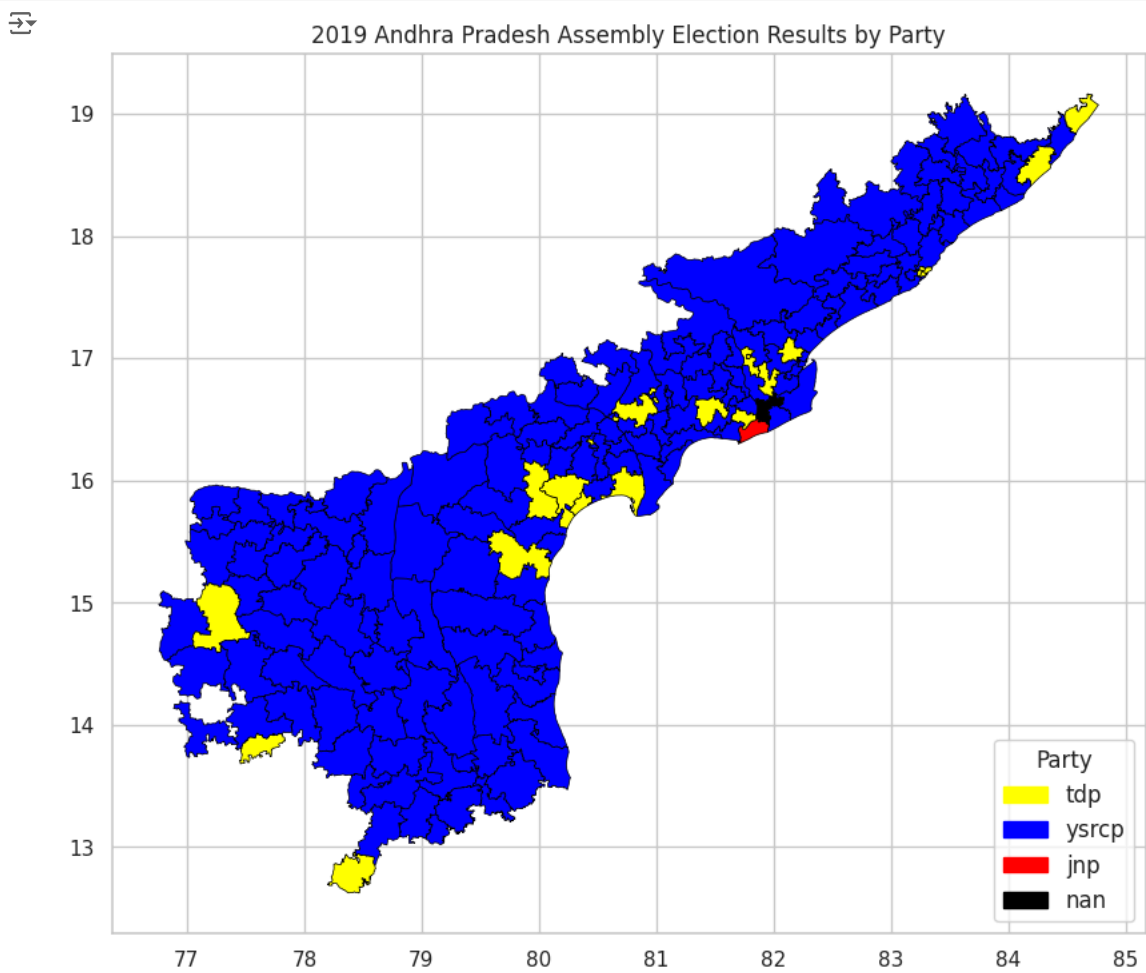 2019 Andhra Pradesh Assembly Election Results by Party
19
18
17
16
15
14
13
77 78 79 80 81 82 83 84 85
Party
tdp
ysrcp
jnp
nan